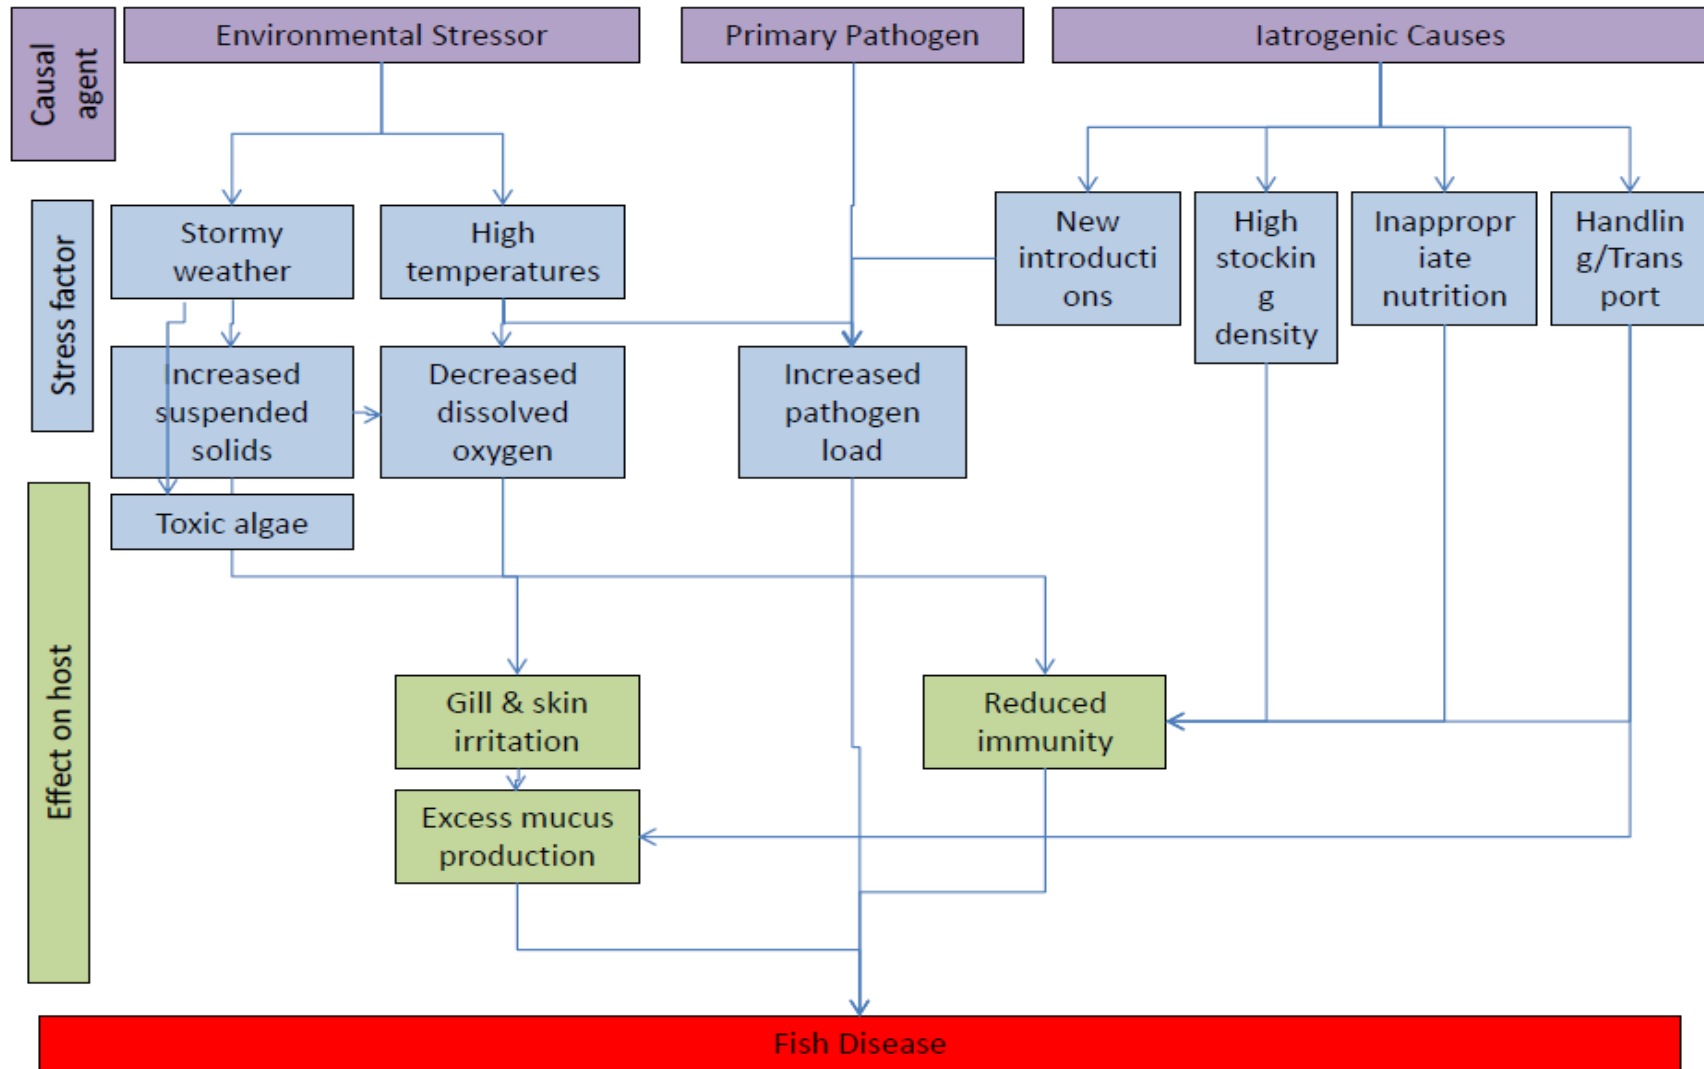 Causal
agent
Environmental Stressor
Primary Pathogen
Iatrogenic Causes
Stress factor
Stormy
weather
High
temperatures
New
introducti
ons
High
stockin
g
density
Inappropr
iate
nutrition
Handlin
g/Trans
port
Increased
suspended
solids
Decreased
dissolved
oxygen
Increased
pathogen
load
Toxic algae
Effect on host
Gill & skin
irritation
Reduced
immunity
Excess mucus
production
Fish Disease